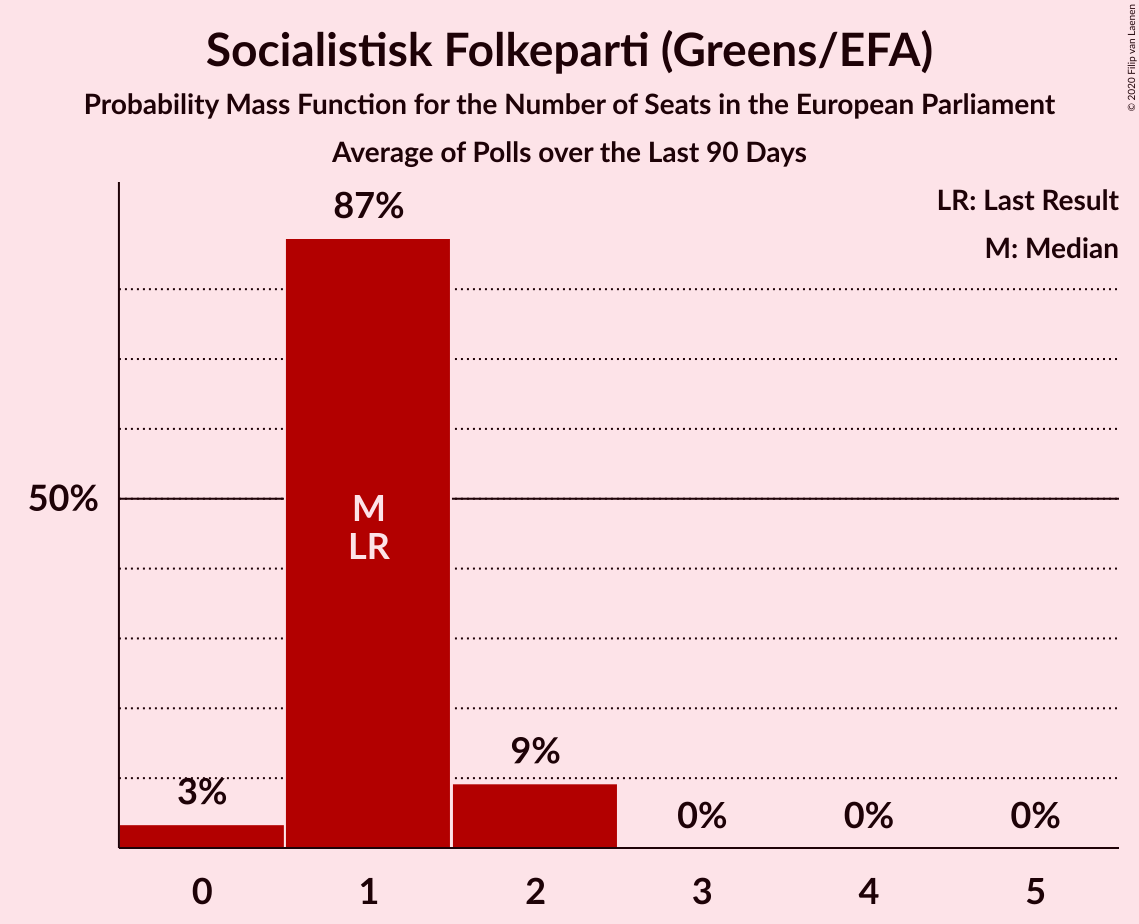 Socialistisk Folkeparti (Greens/EFA)
Probability Mass Function for the Number of Seats in the European Parliament
Average of Polls over the Last 90 Days
© 2020 Filip van Laenen
LR: Last Result
M: Median
87%
50%
M
LR
9%
3%
0%
0%
0%
0
1
2
3
4
5